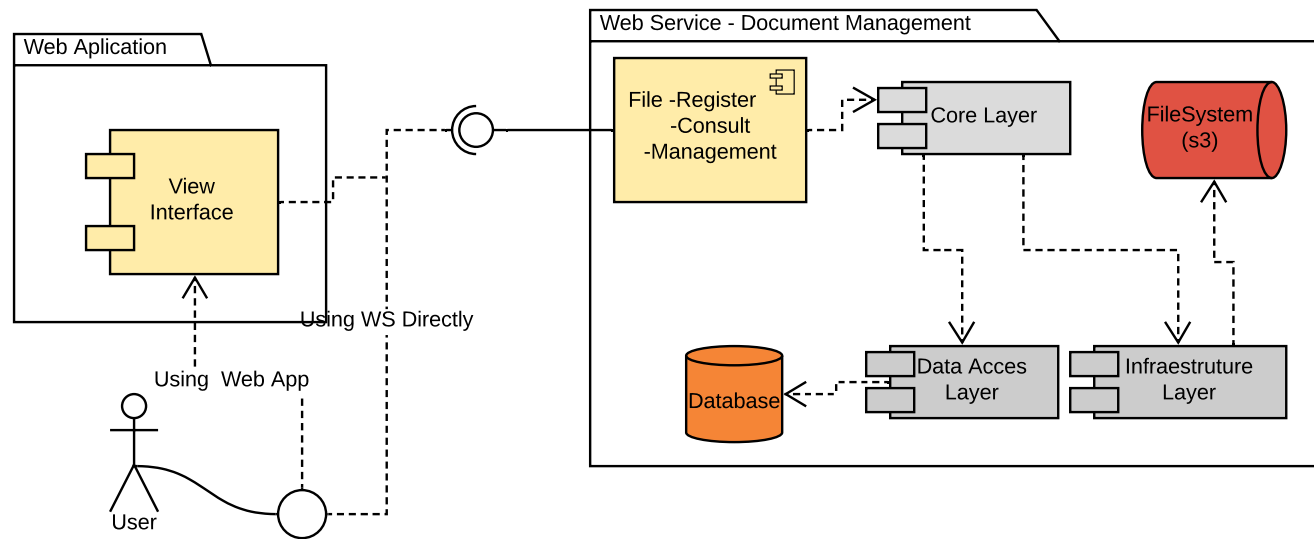 Web Service - Document Management
Web Aplication
File -Register
-Consult
-Management
Core Layer
FileSystem
(s3)
View
Interface
Using WS Directly
Using Web App
Database
Data Acces
Layer
Infraestruture
Layer
User